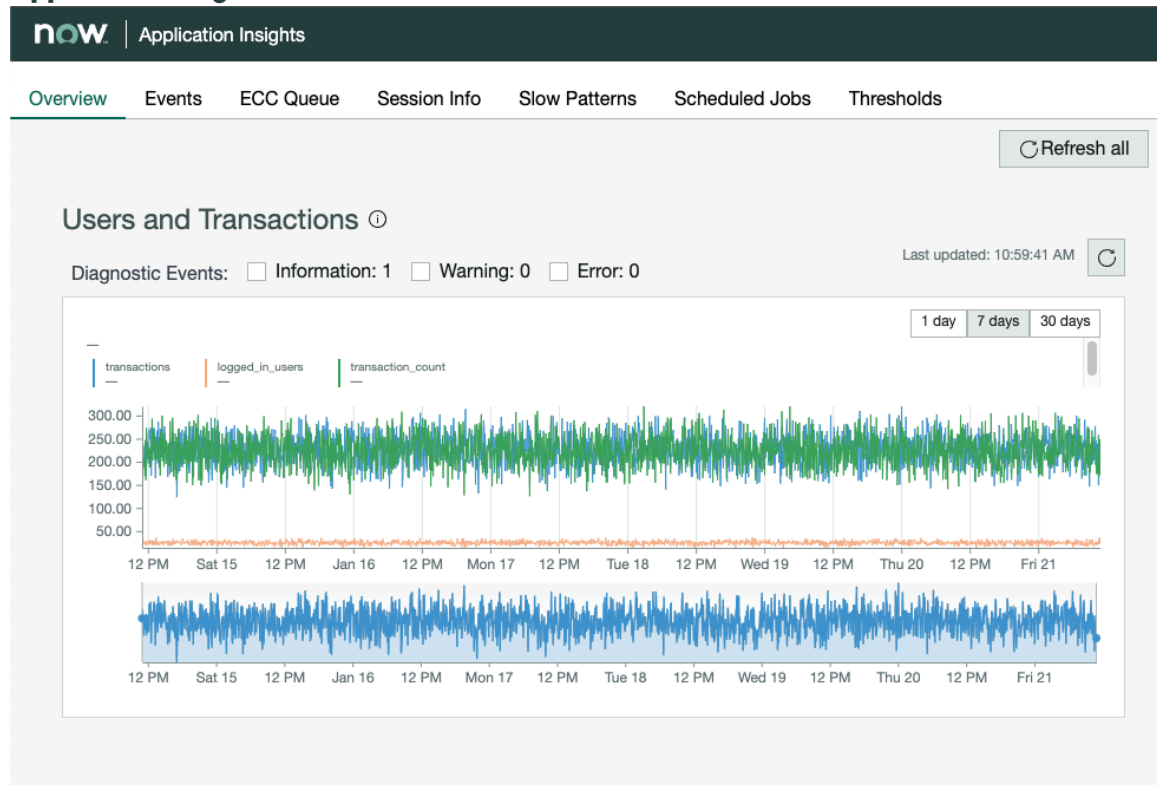 now. Application Insights
Overview Events ECC Queue Session Info Slow Patterns Scheduled Jobs Thresholds
Refresh all
Users and Transactions
Last updated: 10:59:41 AM
Diagnostic Events: Information: 1 Warning: 0 Error: 0
1 day 7 days 30 days
—
transactions logged_in_users transaction_count
— — —
300.00
250.00
200.00
150.00
100.00
50.00
12 PM Sat 15 12 PM Jan 16 12 PM Mon 17 12 PM Tue 18 12 PM Wed 19 12 PM Thu 20 12 PM Fri 21
12 PM Sat 15 12 PM Jan 16 12 PM Mon 17 12 PM Tue 18 12 PM Wed 19 12 PM Thu 20 12 PM Fri 21